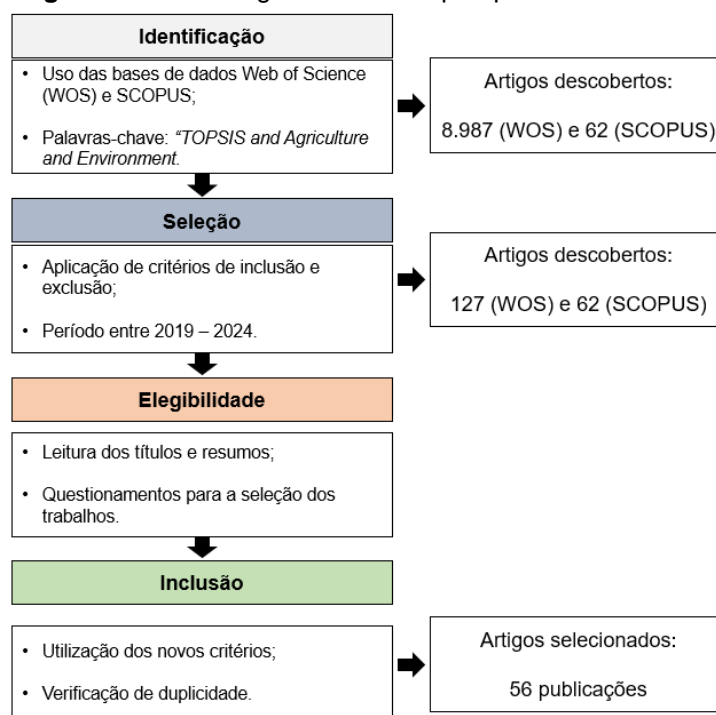 Identificação
• Uso das bases de dados Web of Science
(WOS) e SCOPUS;
• Palavras-chave: “TOPSIS and Agriculture
and Environment.
Artigos descobertos:
8.987 (WOS) e 62 (SCOPUS)
Seleção
• Aplicação de critérios de inclusão e
exclusão;
• Período entre 2019 – 2024.
Artigos descobertos:
127 (WOS) e 62 (SCOPUS)
Elegibilidade
• Leitura dos títulos e resumos;
• Questionamentos para a seleção dos
trabalhos.
Inclusão
• Utilização dos novos critérios;
• Verificação de duplicidade.
Artigos selecionados:
56 publicações